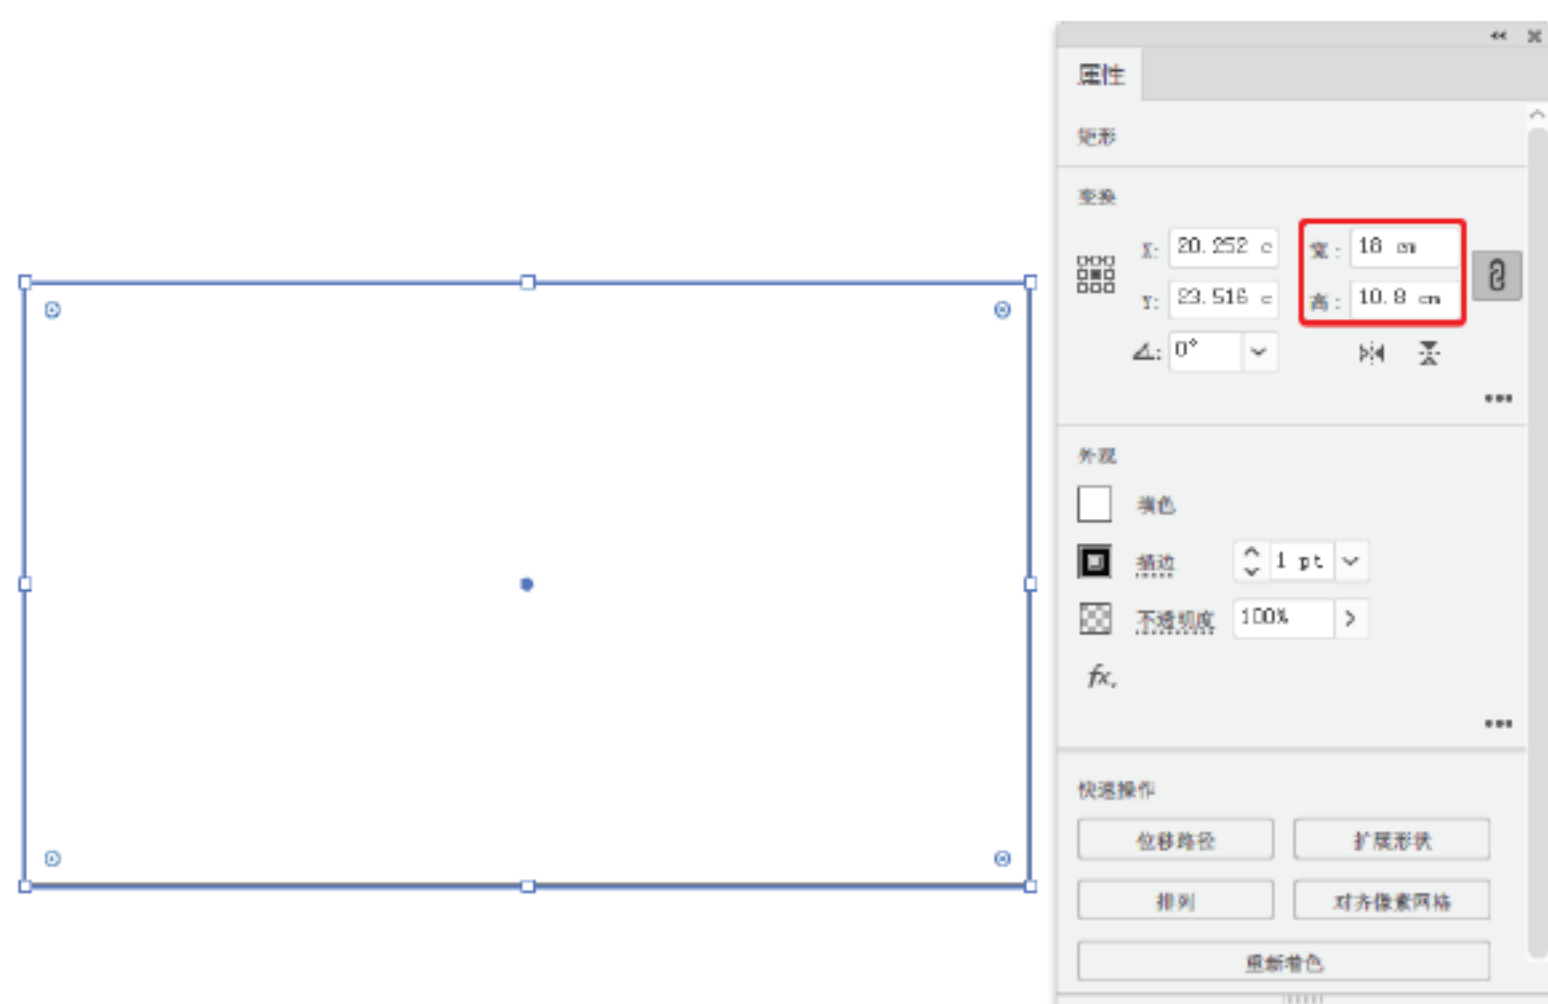 属性
矩形
变换
X: 20.252 c 宽: 18 cm
Y: 23.516 c 高: 10.8 cm
0°
外观
填色
描边 1 pt
不透明度 100%
fx.
快速操作
位移路径 扩展形状
排列 对齐像素网格
重新着色